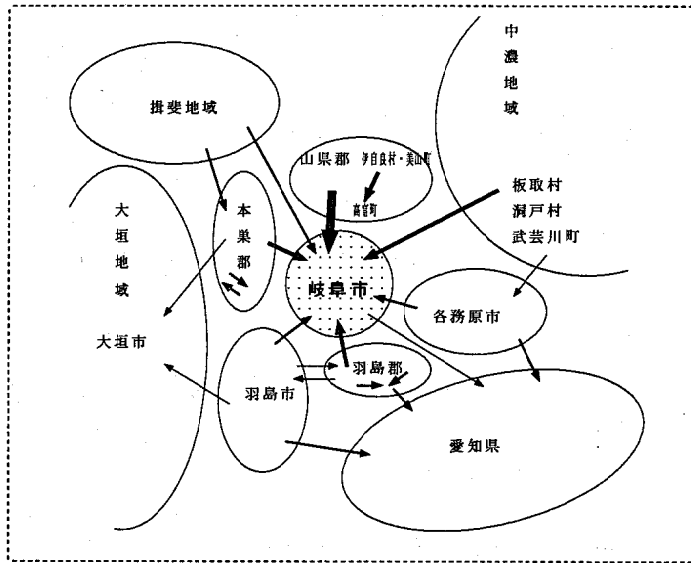 中濃地域
揖斐地域
山県郡
伊自良村・美山町
高富町
板取村
洞戸村
武芸川町
大垣地域
本巣郡
岐阜市
各務原市
大垣市
羽島市
羽島郡
愛知県